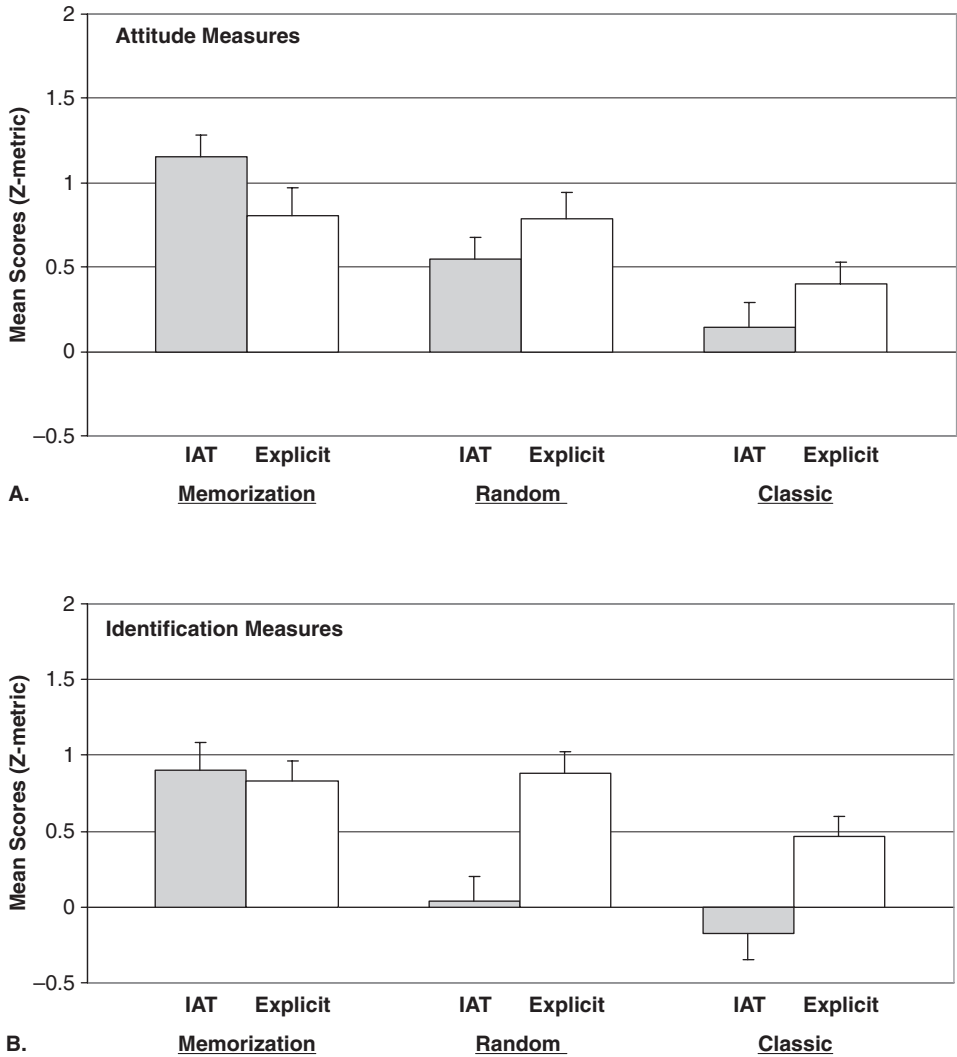 2
Attitude Measures
1.5
1
0.5
0
–0.5
Mean Scores (Z-metric)
IAT Explicit IAT Explicit IAT Explicit
A. Memorization Random Classic
2
Identification Measures
1.5
1
0.5
0
–0.5
Mean Scores (Z-metric)
IAT Explicit IAT Explicit IAT Explicit
B. Memorization Random Classic